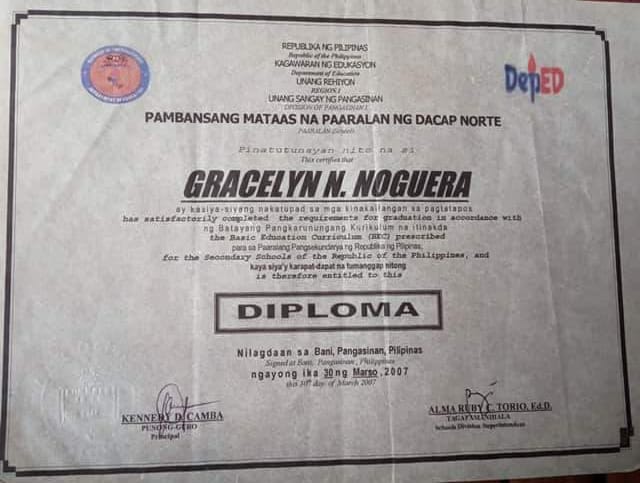 REPUBLIKA NG PILIPINAS
Republic of the Philippines
KAGAWARAN NG EDUKASYON
Department of Education
UNANG REHIYON
REGION I
UNANG SANGAY NG PANGASINAN
DIVISION OF PANGASINAN I
DepED
PAMBANSANG MATAAS NA PAARALAN NG DACAP NORTE
PAARALAN (School)
Pinatutunayan nito na si
This certifies that
GRACELYN N. NOGUERA
ay kasiya-siyang nakatupad sa mga kinakailangan sa pagtatapos
has satisfactorily completed the requirements for graduation in accordance with
ng Batayang Pangkarunungang Kurikulum na itinakda
the Basic Education Curriculum (BEC) prescribed
para sa Paaralang Pangsekundarya ng Republika ng Pilipinas,
for the Secondary Schools of the Republic of the Philippines, and
kaya siya'y karapat-dapat na tumanggap nitong
is therefore entitled to this
DIPLOMA
Nilagdaan sa Bani, Pangasinan, Pilipinas
Signed at Bani, Pangasinan, Philippines
ngayong ika 30 ng Marso, 2007
this 30th day of March 2007
KENNEDY D. CAMBA
PUNONG-GURO
Principal
ALMA RUBY C. TORIO, Ed.D.
TAGAPAMANIHALA
Schools Division Superintendent